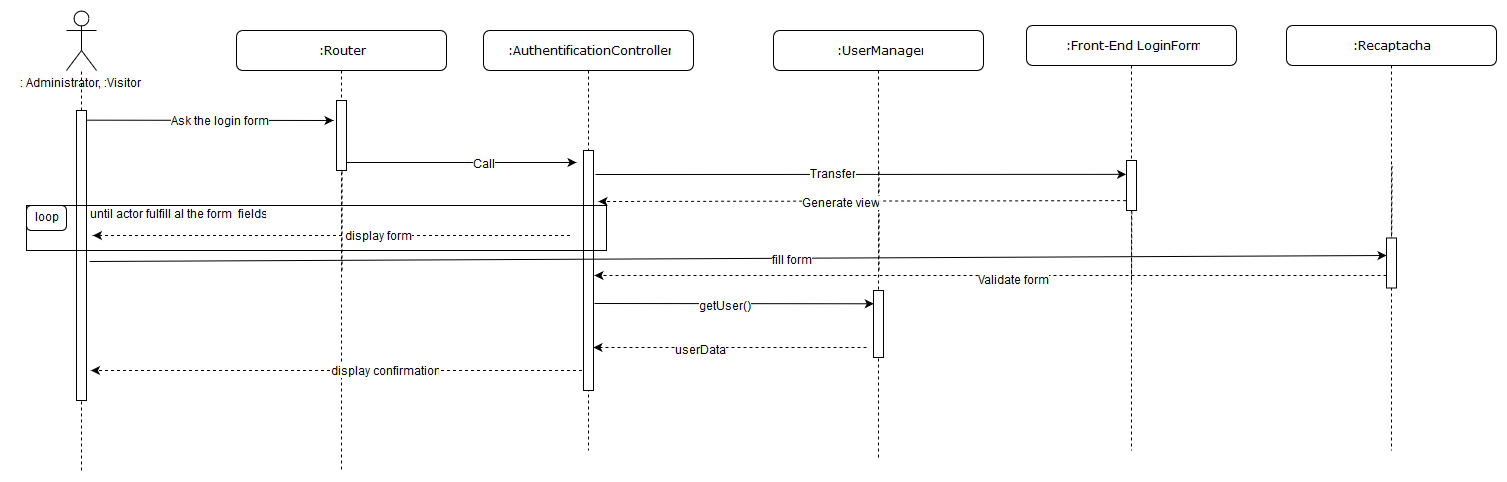 :Router
:AuthentificationController
:UserManager
:Front-End LoginForm
:Recaptacha
: Administrator, :Visitor
Ask the login form
Call
Transfer
Generate view
loop
until actor fulfill al the form fields
display form
fill form
Validate form
getUser()
userData
display confirmation